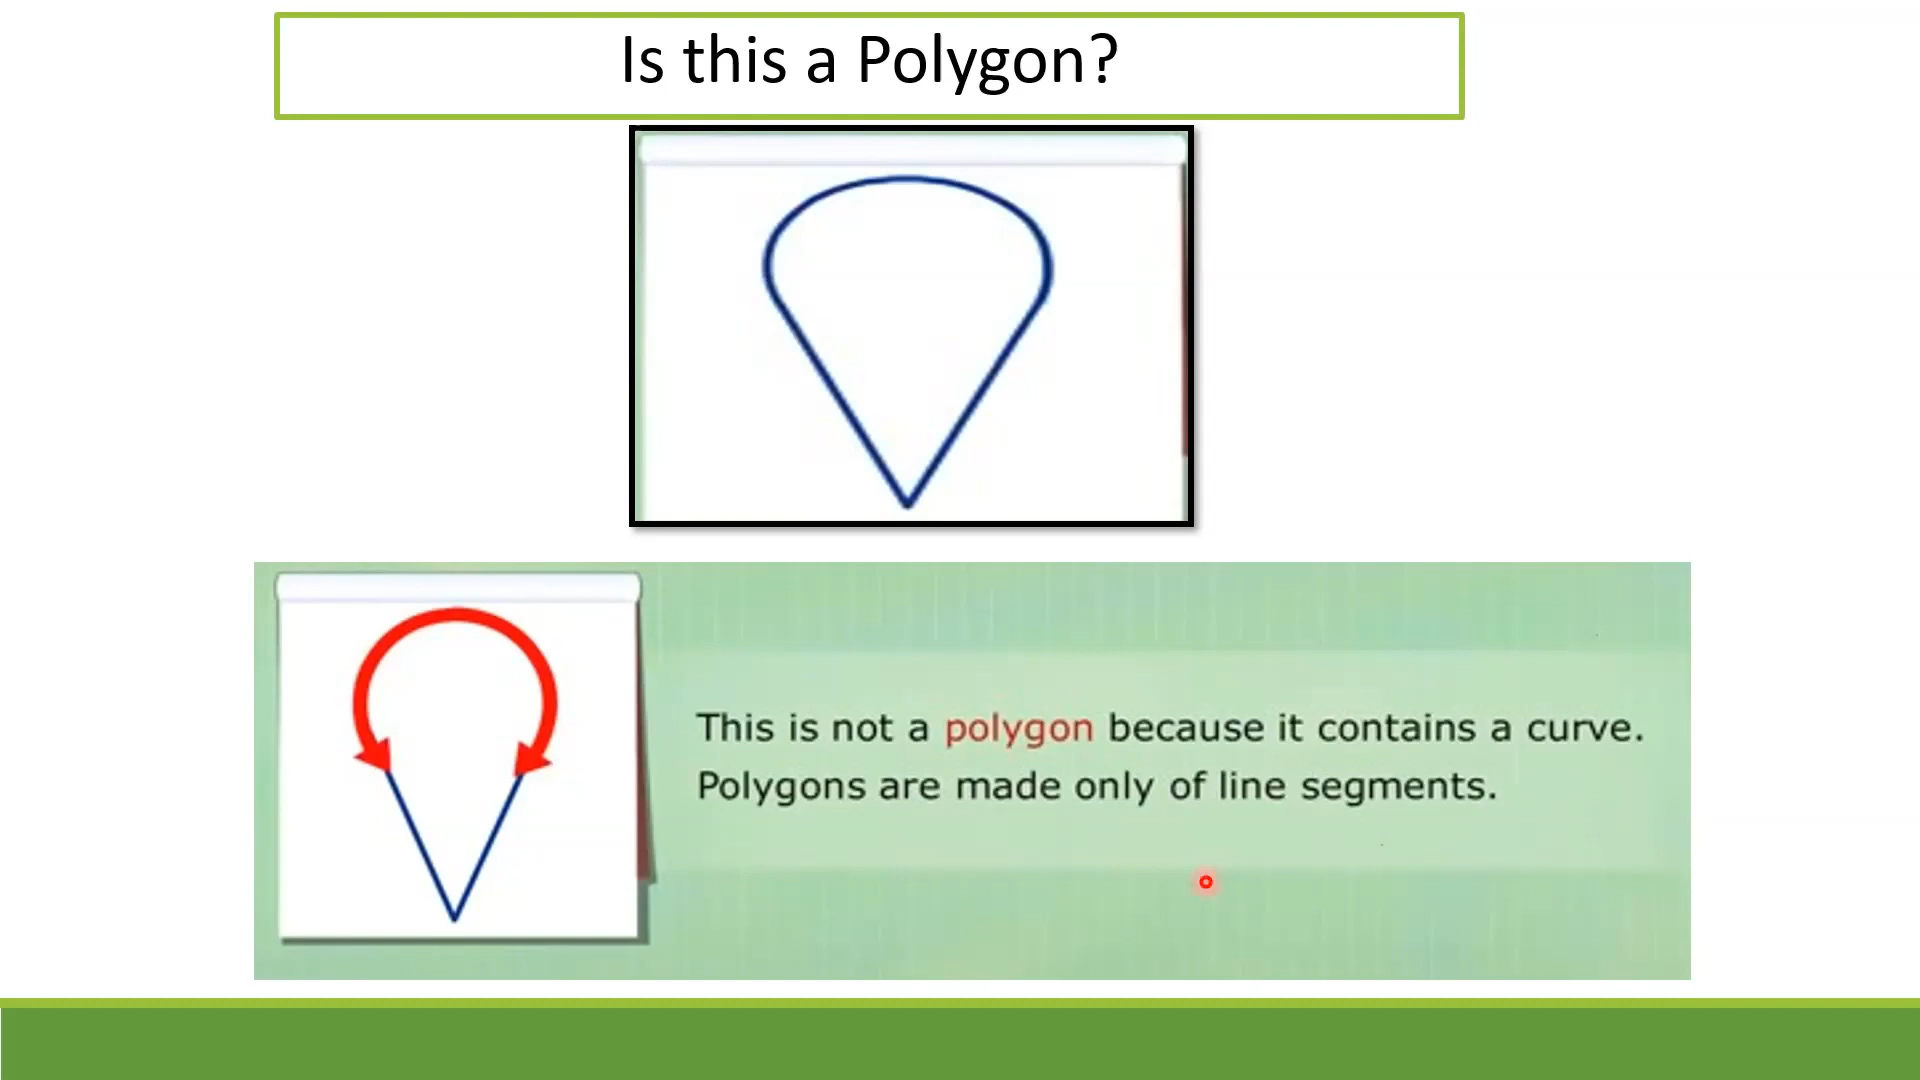 Is this a Polygon?
This is not a polygon because it contains a curve.
Polygons are made only of line segments.